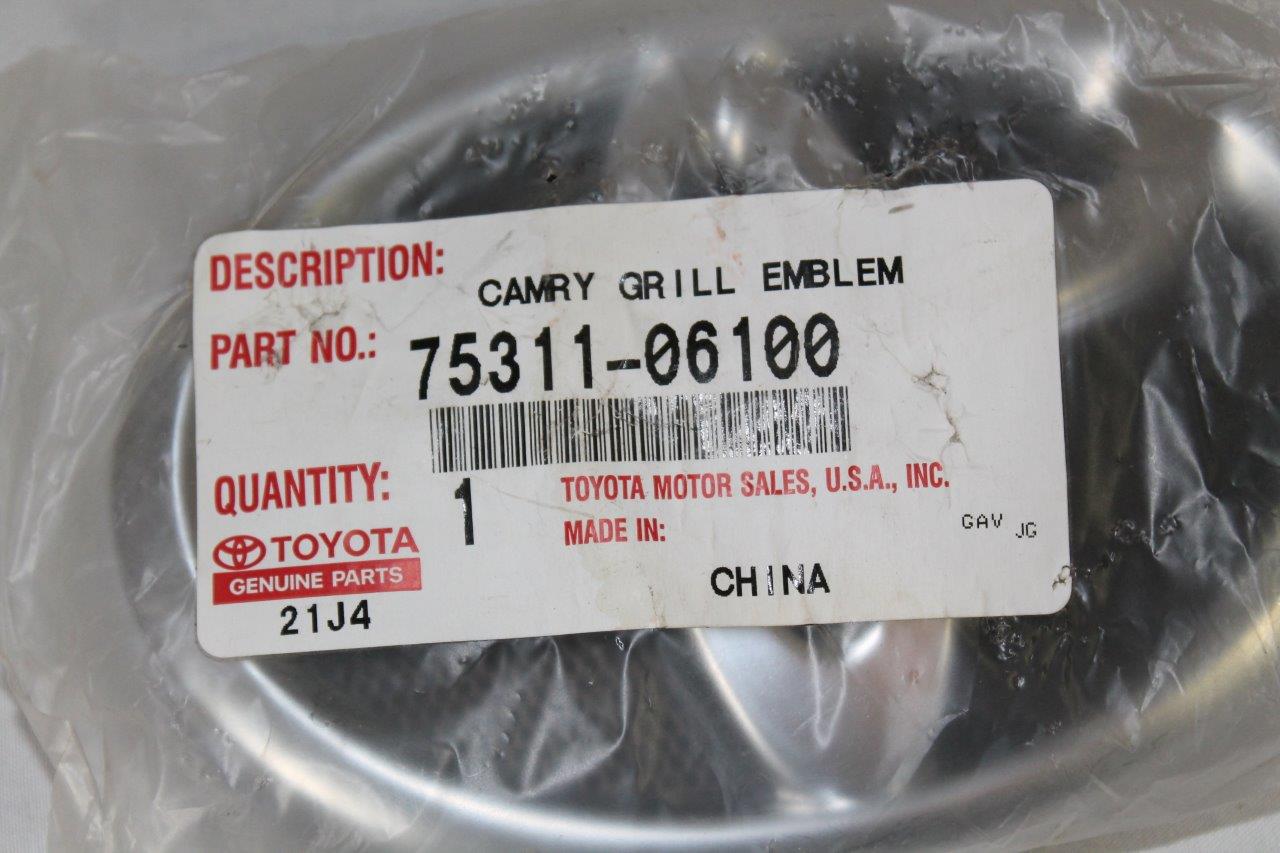 DESCRIPTION: CAMRY GRILL EMBLEM
PART NO.: 75311-06100
QUANTITY: 1
TOYOTA MOTOR SALES, U.S.A., INC.
MADE IN: CHINA
GAV JG
TOYOTA
GENUINE PARTS
21J4